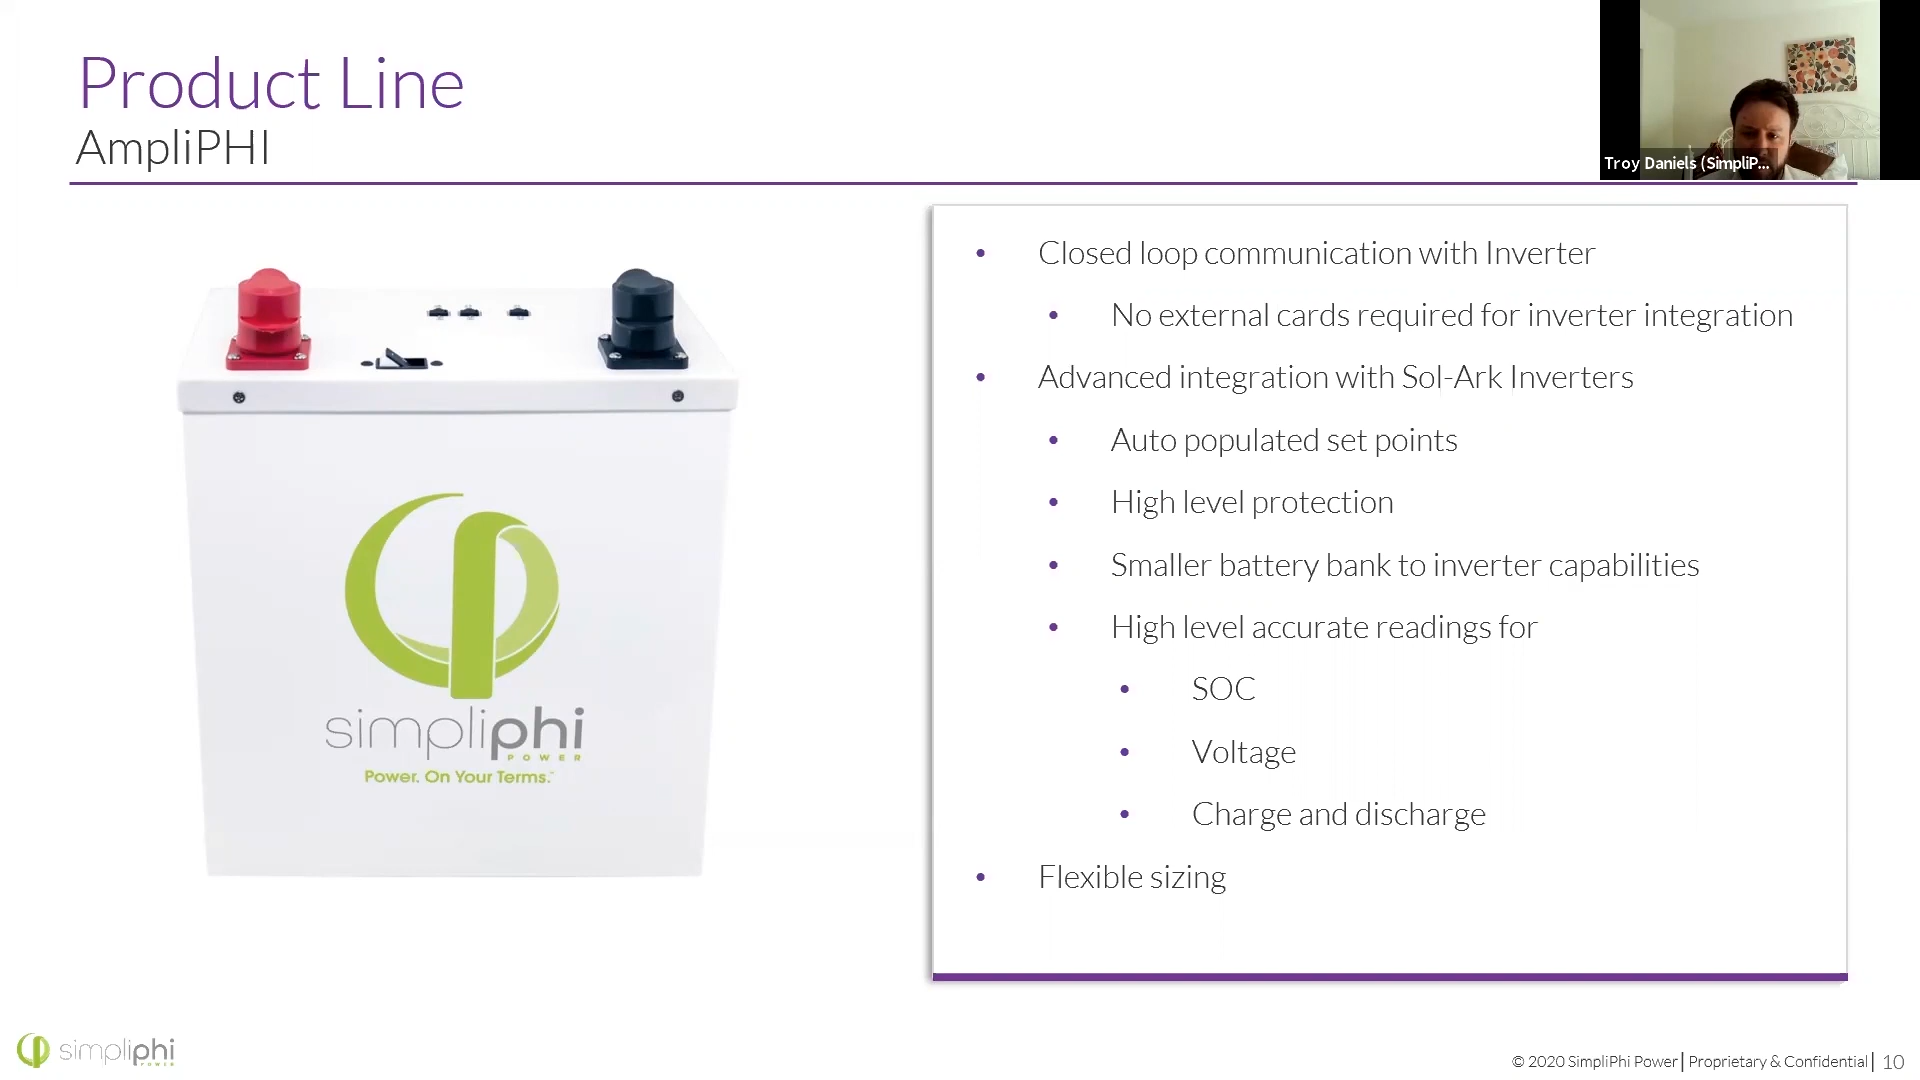 Product Line
AmpliPHI
Troy Daniels (SimpliP...
• Closed loop communication with Inverter
• No external cards required for inverter integration
• Advanced integration with Sol-Ark Inverters
• Auto populated set points
• High level protection
• Smaller battery bank to inverter capabilities
• High level accurate readings for
• SOC
• Voltage
• Charge and discharge
• Flexible sizing
simpliphi
POWER
Power. On Your Terms.™
simpliphi
POWER
© 2020 SimpliPhi Power| Proprietary & Confidential| 10